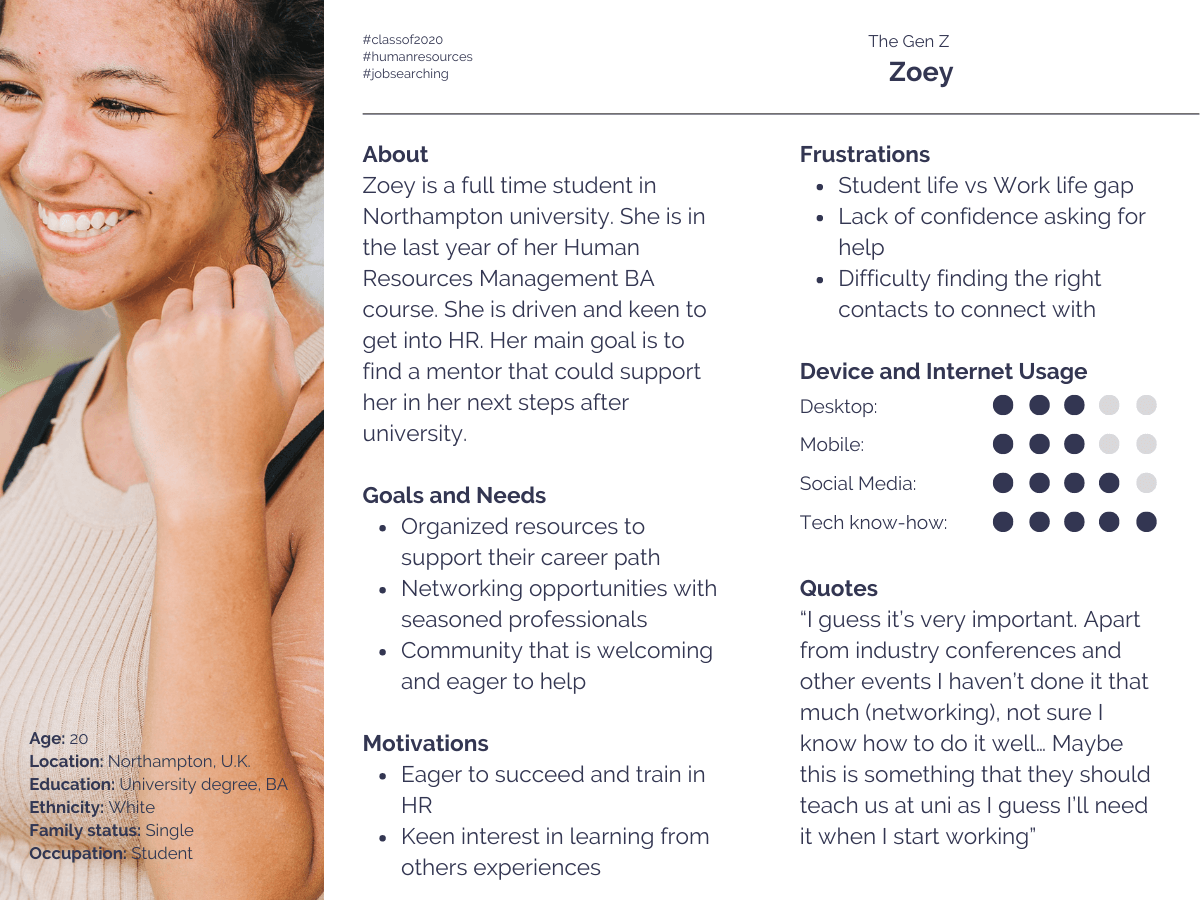 #classof2020
#humanresources
#jobsearching
The Gen Z
Zoey
About
Zoey is a full time student in
Northampton university. She is in
the last year of her Human
Resources Management BA
course. She is driven and keen to
get into HR. Her main goal is to
find a mentor that could support
her in her next steps after
university.
Goals and Needs
• Organized resources to
support their career path
• Networking opportunities with
seasoned professionals
• Community that is welcoming
and eager to help
Motivations
• Eager to succeed and train in
HR
• Keen interest in learning from
others experiences
Frustrations
• Student life vs Work life gap
• Lack of confidence asking for
help
• Difficulty finding the right
contacts to connect with
Device and Internet Usage
Desktop:
Mobile:
Social Media:
Tech know-how:
Quotes
“I guess it’s very important. Apart
from industry conferences and
other events I haven’t done it that
much (networking), not sure I
know how to do it well… Maybe
this is something that they should
teach us at uni as I guess I’ll need
it when I start working”
Age: 20
Location: Northampton, U.K.
Education: University degree, BA
Ethnicity: White
Family status: Single
Occupation: Student